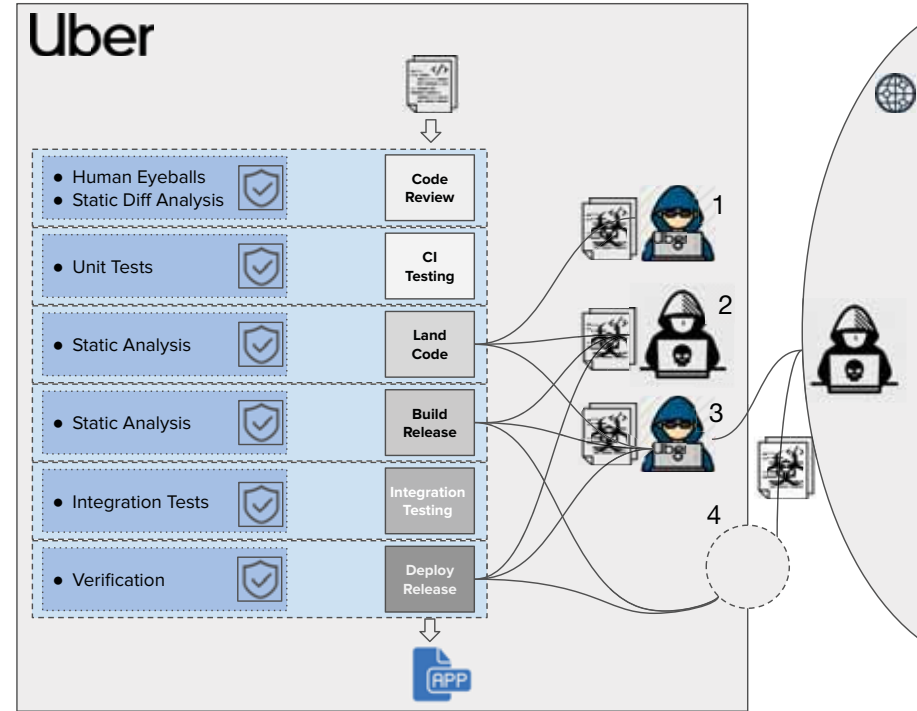 Uber
● Human Eyeballs
● Static Diff Analysis
Code
Review
● Unit Tests
CI
Testing
● Static Analysis
Land
Code
● Static Analysis
Build
Release
● Integration Tests
Integration
Testing
● Verification
Deploy
Release
1
2
3
4
APP